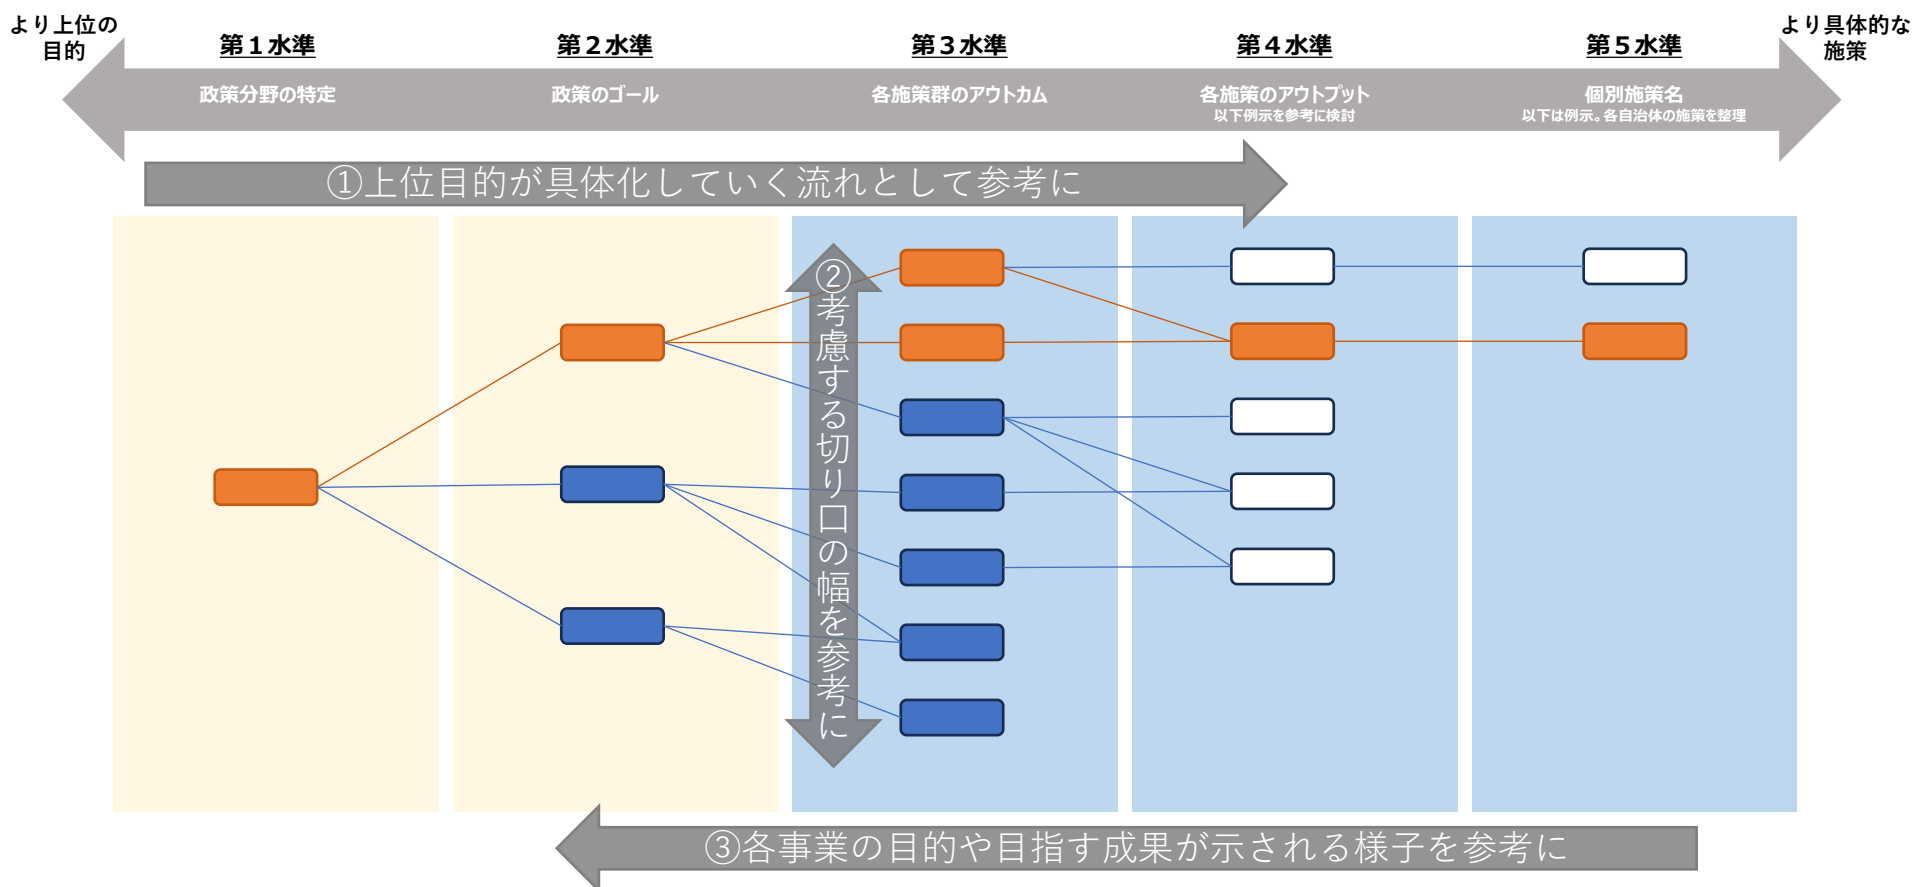 より上位の
目的
第１水準
第２水準
第３水準
第４水準
第５水準
より具体的な
施策
政策分野の特定
政策のゴール
各施策群のアウトカム
各施策のアウトプット
以下例示を参考に検討
個別施策名
以下は例示。各自治体の施策を整理
①上位目的が具体化していく流れとして参考に
②考慮する切り口の幅を参考に
③各事業の目的や目指す成果が示される様子を参考に